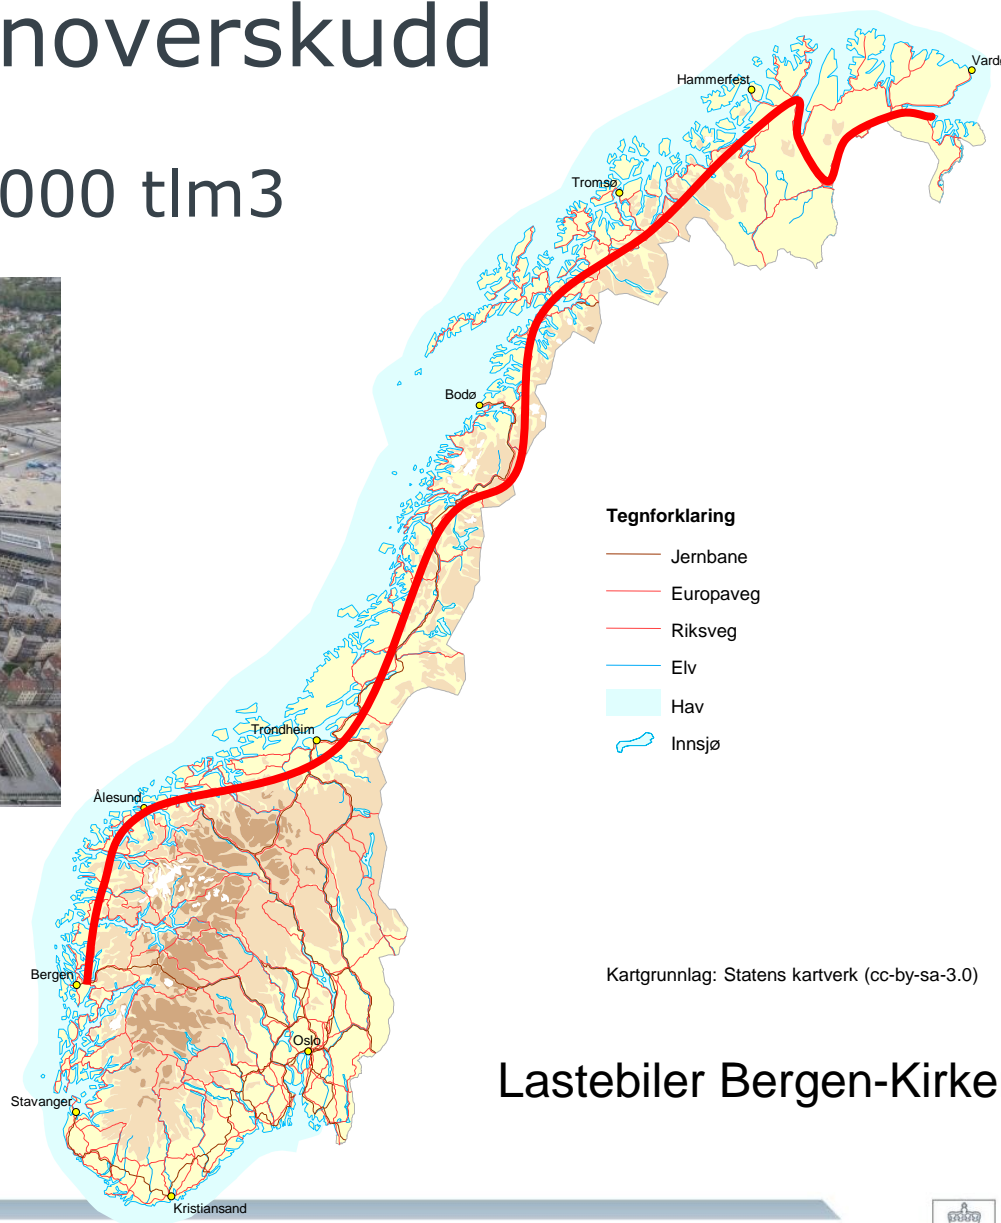 noverskudd
000 tlm3
Hammerfest
Vardø
Tromsø
Bodø
Tegnforklaring
Jernbane
Europaveg
Riksveg
Elv
Hav
Innsjø
Trondheim
Ålesund
Bergen
Kartgrunnlag: Statens kartverk (cc-by-sa-3.0)
Oslo
Lastebiler Bergen-Kirke
Stavanger
Kristiansand